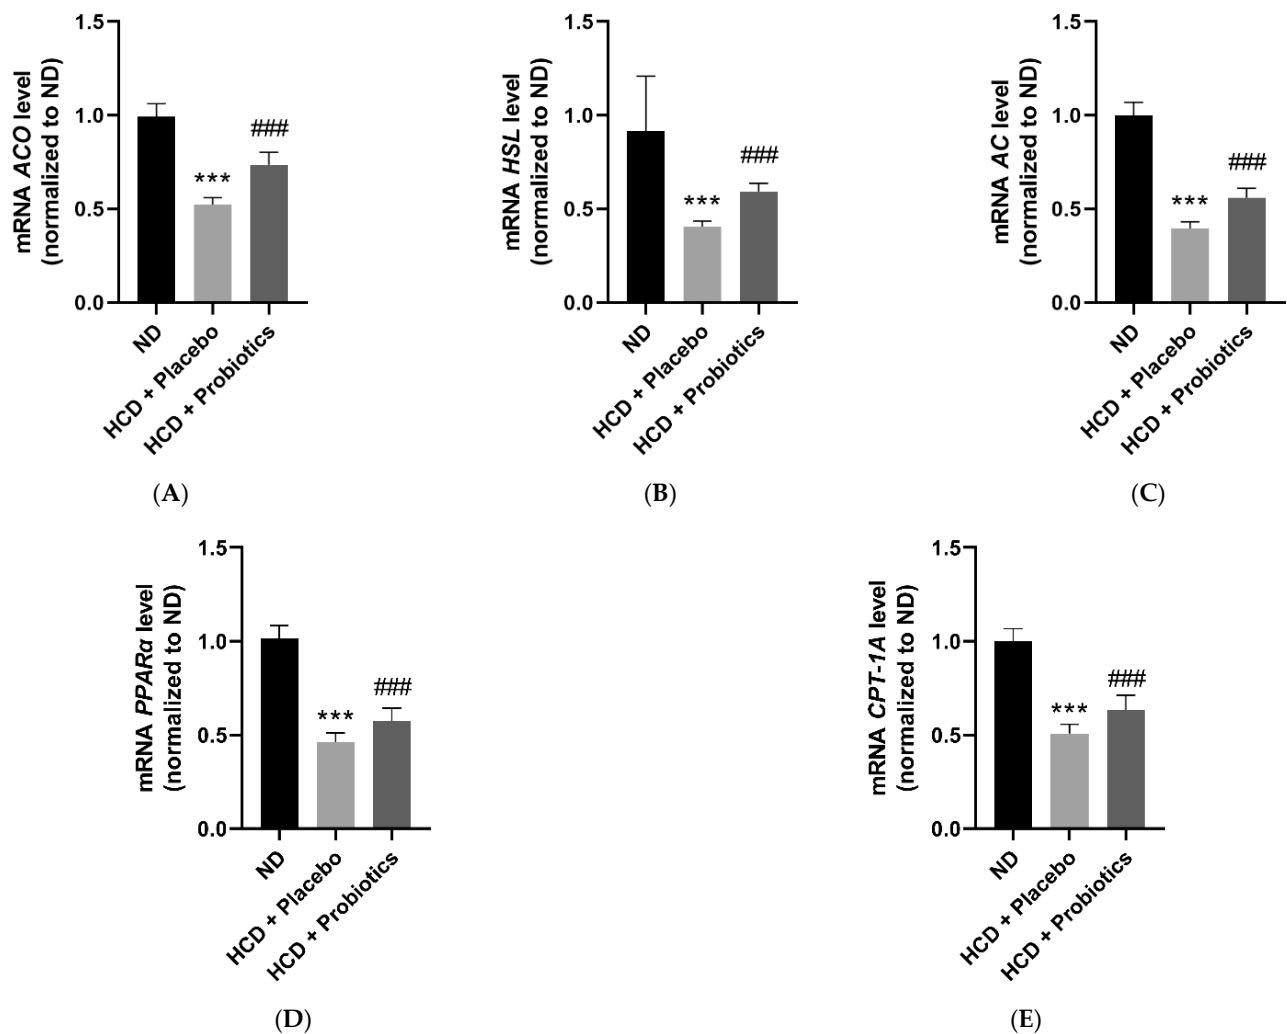 mRNA ACO level
(normalized to ND)
1.5
1.0
0.5
0.0
***
###
ND
HCD + Placebo
HCD + Probiotics
(A)
mRNA HSL level
(normalized to ND)
1.5
1.0
0.5
0.0
***
###
ND
HCD + Placebo
HCD + Probiotics
(B)
mRNA AC level
(normalized to ND)
1.5
1.0
0.5
0.0
***
###
ND
HCD + Placebo
HCD + Probiotics
(C)
mRNA PPARα level
(normalized to ND)
1.5
1.0
0.5
0.0
***
###
ND
HCD + Placebo
HCD + Probiotics
(D)
mRNA CPT-1A level
(normalized to ND)
1.5
1.0
0.5
0.0
***
###
ND
HCD + Placebo
HCD + Probiotics
(E)